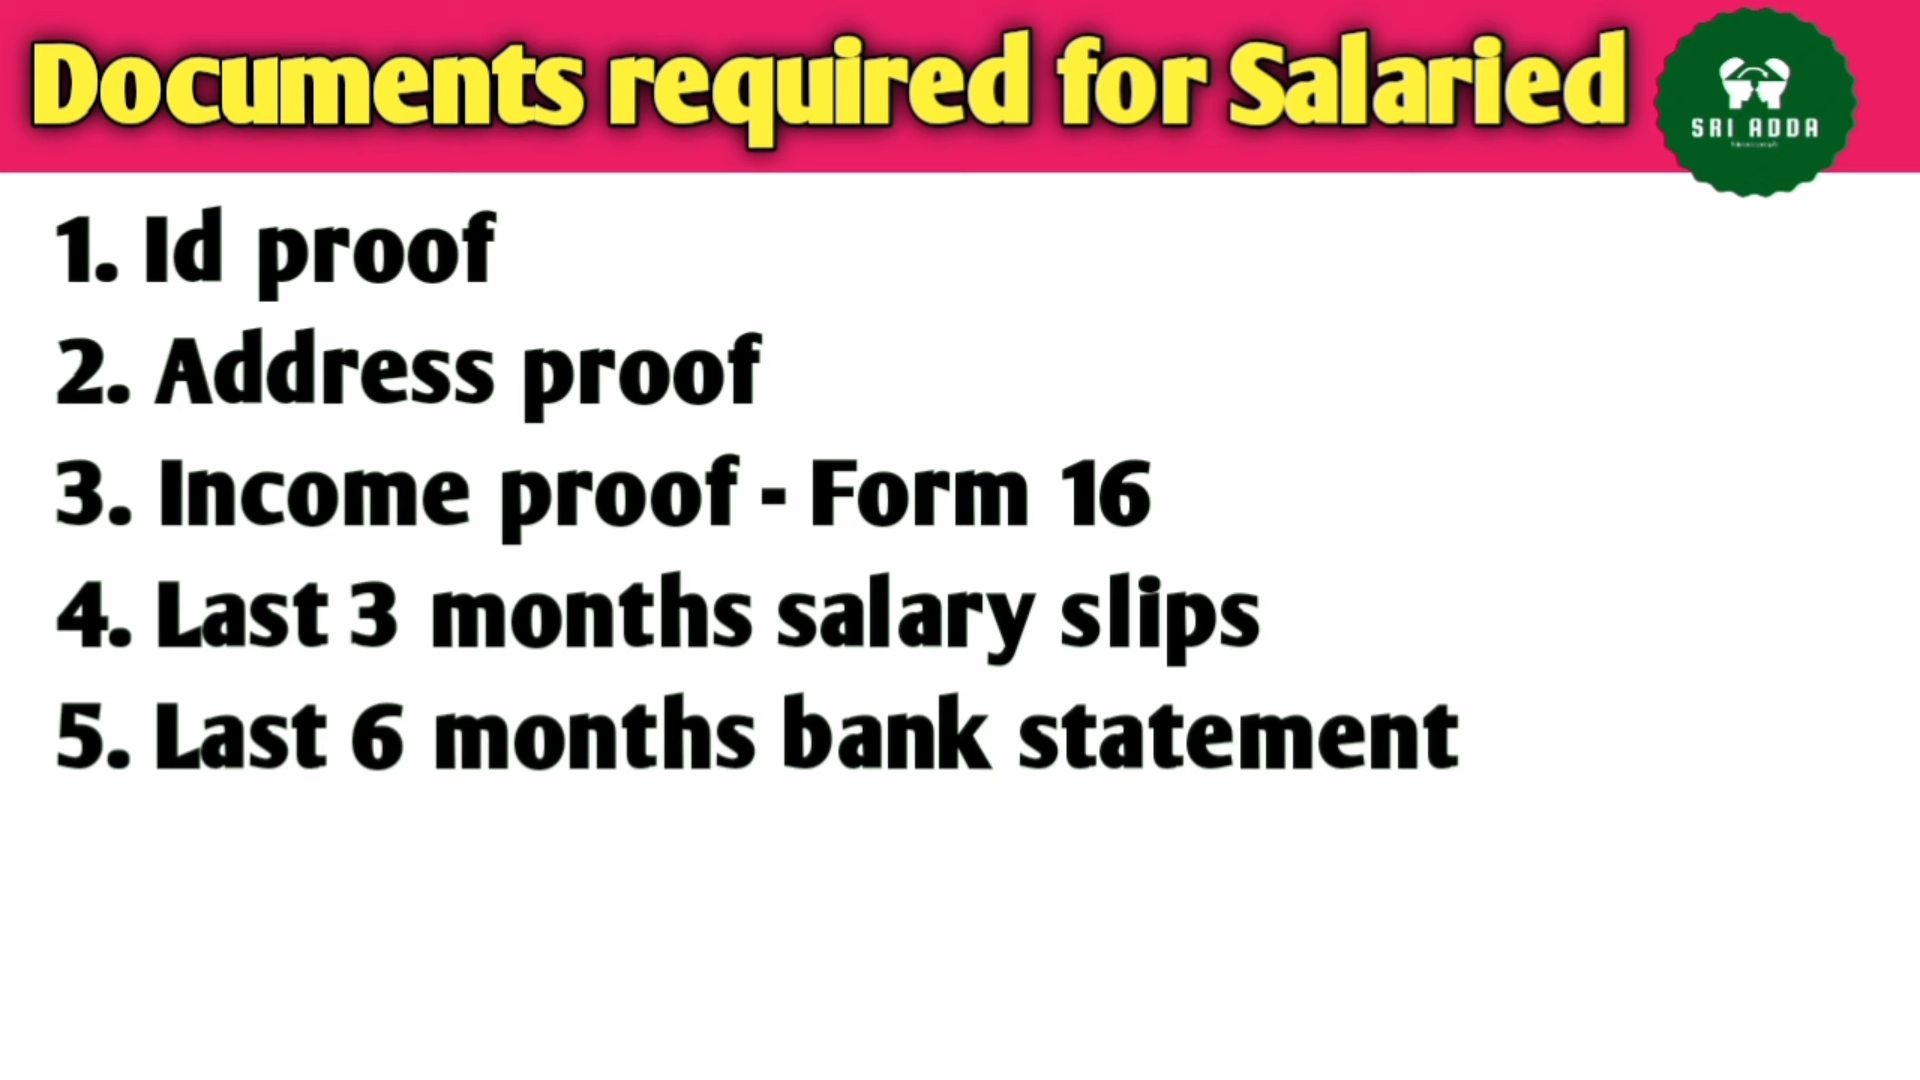 Documents required for Salaried
SRI ADDA
1. Id proof
2. Address proof
3. Income proof - Form 16
4. Last 3 months salary slips
5. Last 6 months bank statement